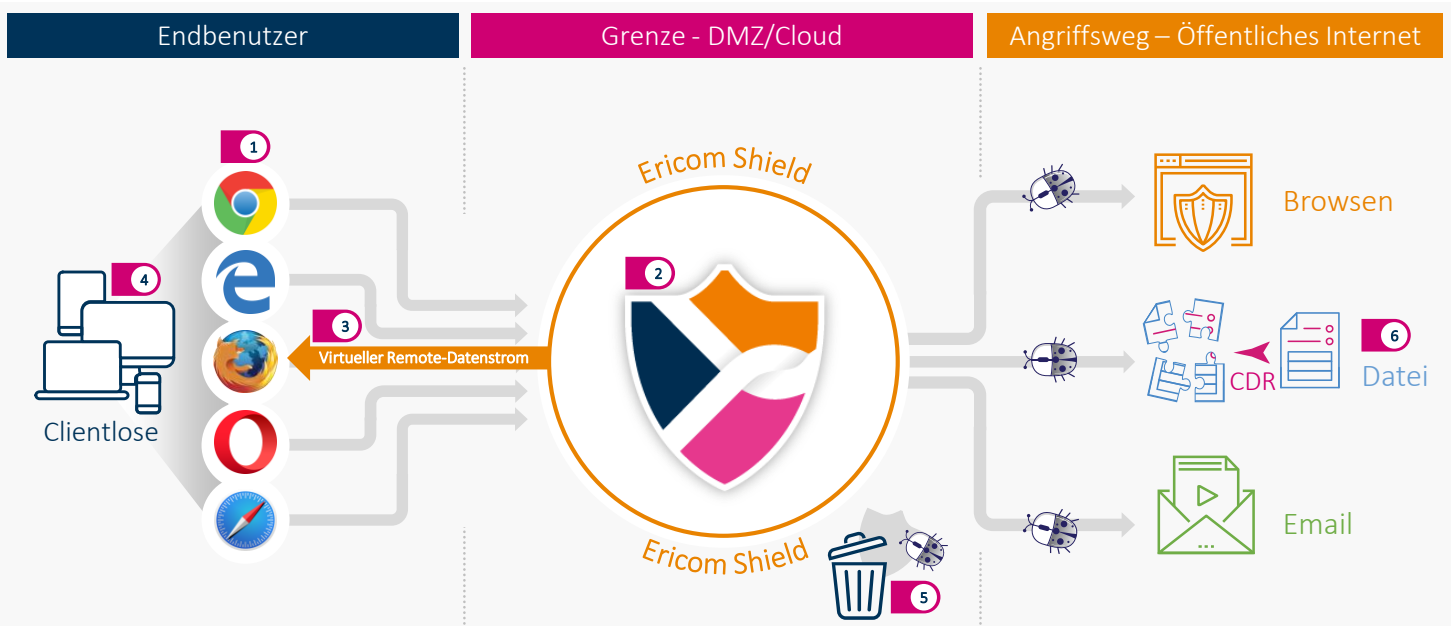 Endbenutzer
Grenze - DMZ/Cloud
Angriffsweg – Öffentliches Internet
1
Ericom Shield
Browsen
2
4
3
Virtueller Remote-Datenstrom
6
Datei
CDR
Clientlose
Email
Ericom Shield
5